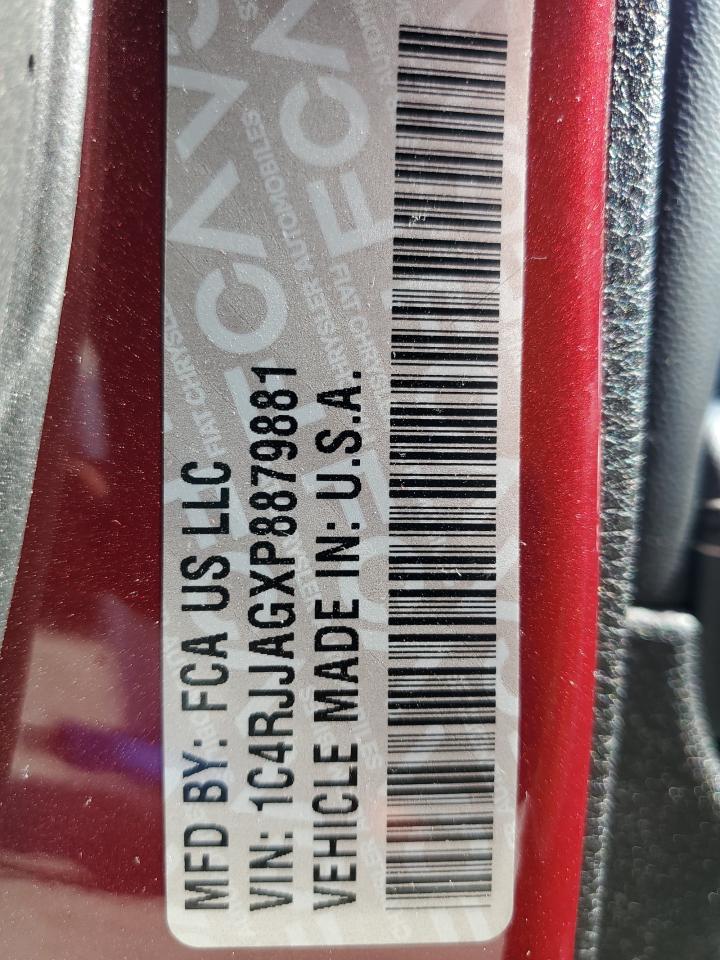 MFD BY: FCA US LLC
VIN: 1C4RJJAGXP8879881
VEHICLE MADE IN: U.S.A.